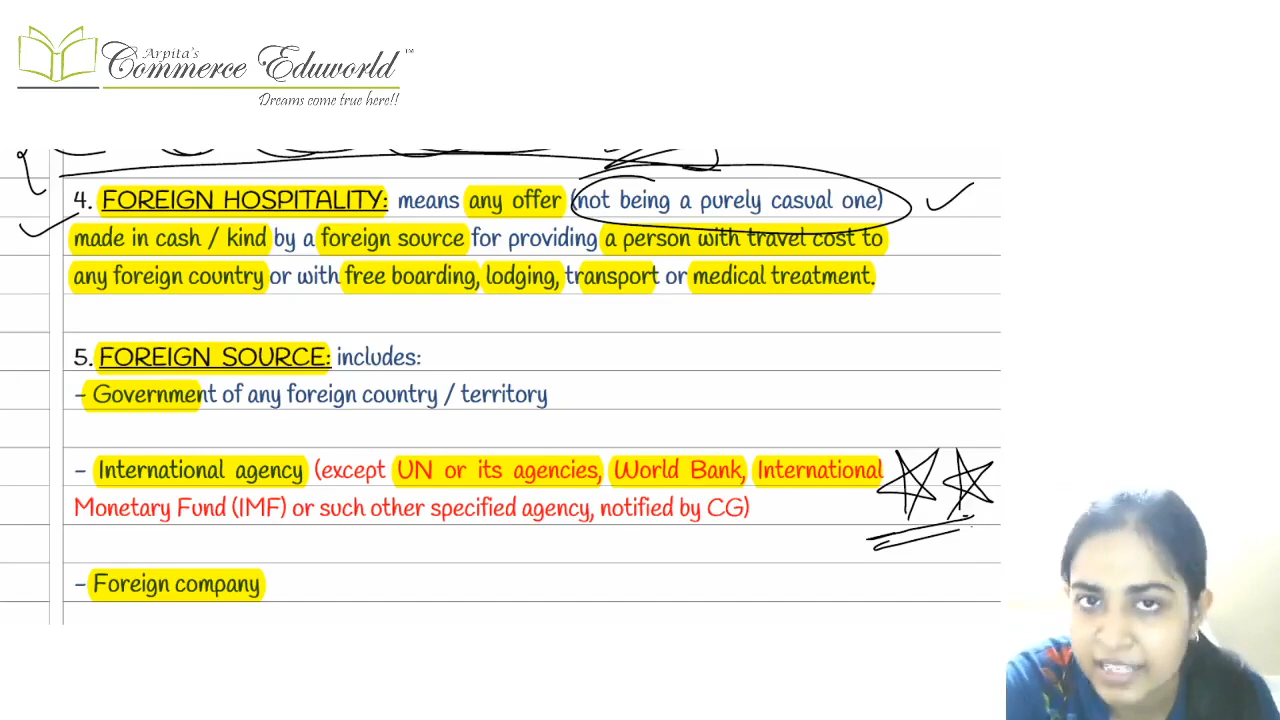 Arpita's
Commerce Eduworld™
Dreams come true here!!
4. FOREIGN HOSPITALITY: means any offer (not being a purely casual one)
made in cash / kind by a foreign source for providing a person with travel cost to
any foreign country or with free boarding, lodging, transport or medical treatment.
5. FOREIGN SOURCE: includes:
- Government of any foreign country / territory
- International agency (except UN or its agencies, World Bank, International
Monetary Fund (IMF) or such other specified agency, notified by CG)
- Foreign company